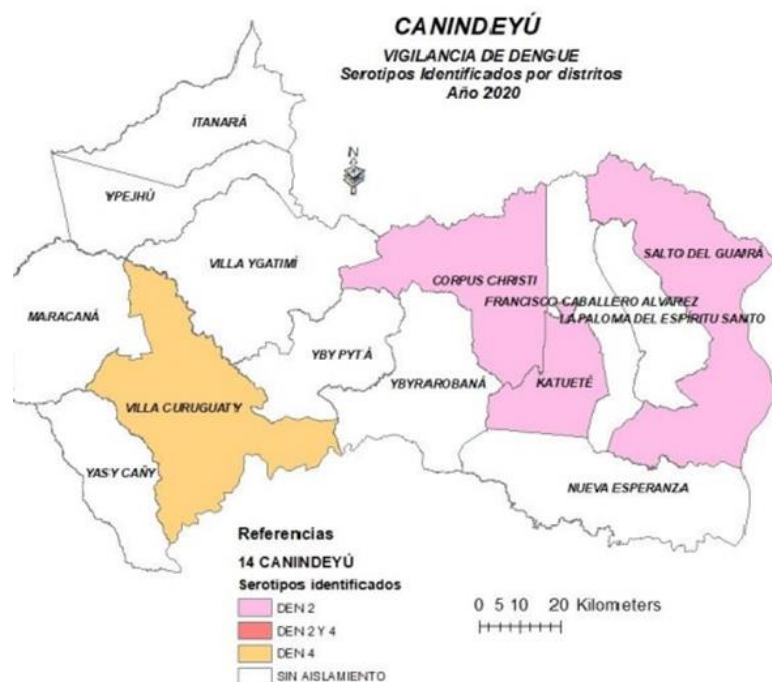 CANINDEYÚ
VIGILANCIA DE DENGUE
Serotipos Identificados por distritos
Año 2020
ITANARÁ
N
YPEJHÚ
VILLA YGATIMÍ
SALTO DEL GUAIRÁ
CORPUS CHRISTI
FRANCISCO CABALLERO ALVAREZ
MARACANÁ
LA PALOMA DEL ESPÍRITU SANTO
YBY PYTÁ
YBYRAROBANÁ
KATUETÉ
VILLA CURUGUATY
YASY CAÑY
NUEVA ESPERANZA
Referencias
14 CANINDEYÚ
Serotipos identificados
DEN 2
DEN 2 Y 4
DEN 4
SIN AISLAMIENTO
0 5 10 20 Kilometers